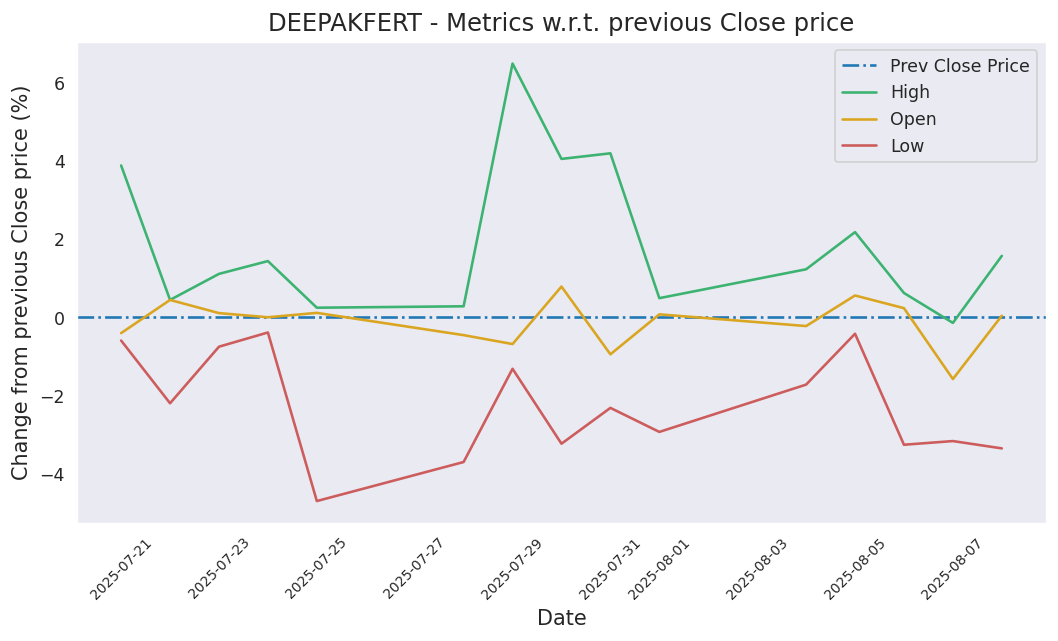 DEEPAKFERT - Metrics w.r.t. previous Close price
Prev Close Price
High
Open
Low
Change from previous Close price (%)
6
4
2
0
−2
−4
2025-07-21
2025-07-23
2025-07-25
2025-07-27
2025-07-29
2025-07-31
2025-08-01
2025-08-03
2025-08-05
2025-08-07
Date